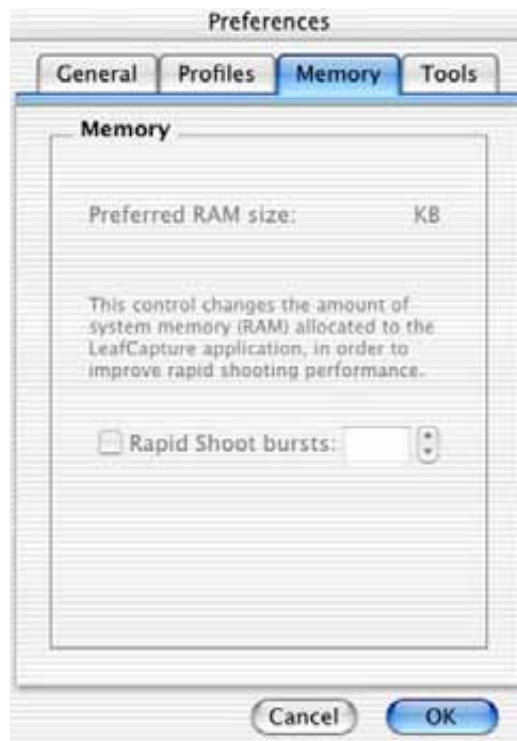 Preferences
General Profiles Memory Tools
Memory
Preferred RAM size: KB
This control changes the amount of
system memory (RAM) allocated to the
LeafCapture application, in order to
improve rapid shooting performance.
Rapid Shoot bursts:
Cancel OK